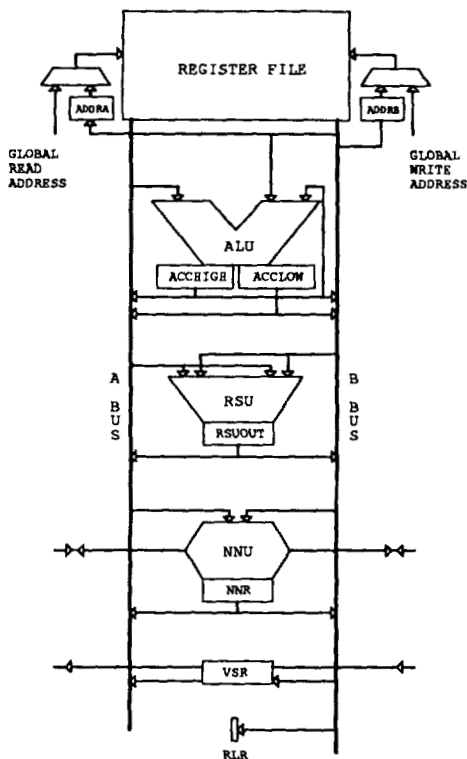 REGISTER FILE
ADDRA
ADDRB
GLOBAL
READ
ADDRESS
GLOBAL
WRITE
ADDRESS
ALU
ACCHIGH
ACCLOW
A
BUS
B
BUS
RSU
RSUOUT
NNU
NNR
VSR
RLR